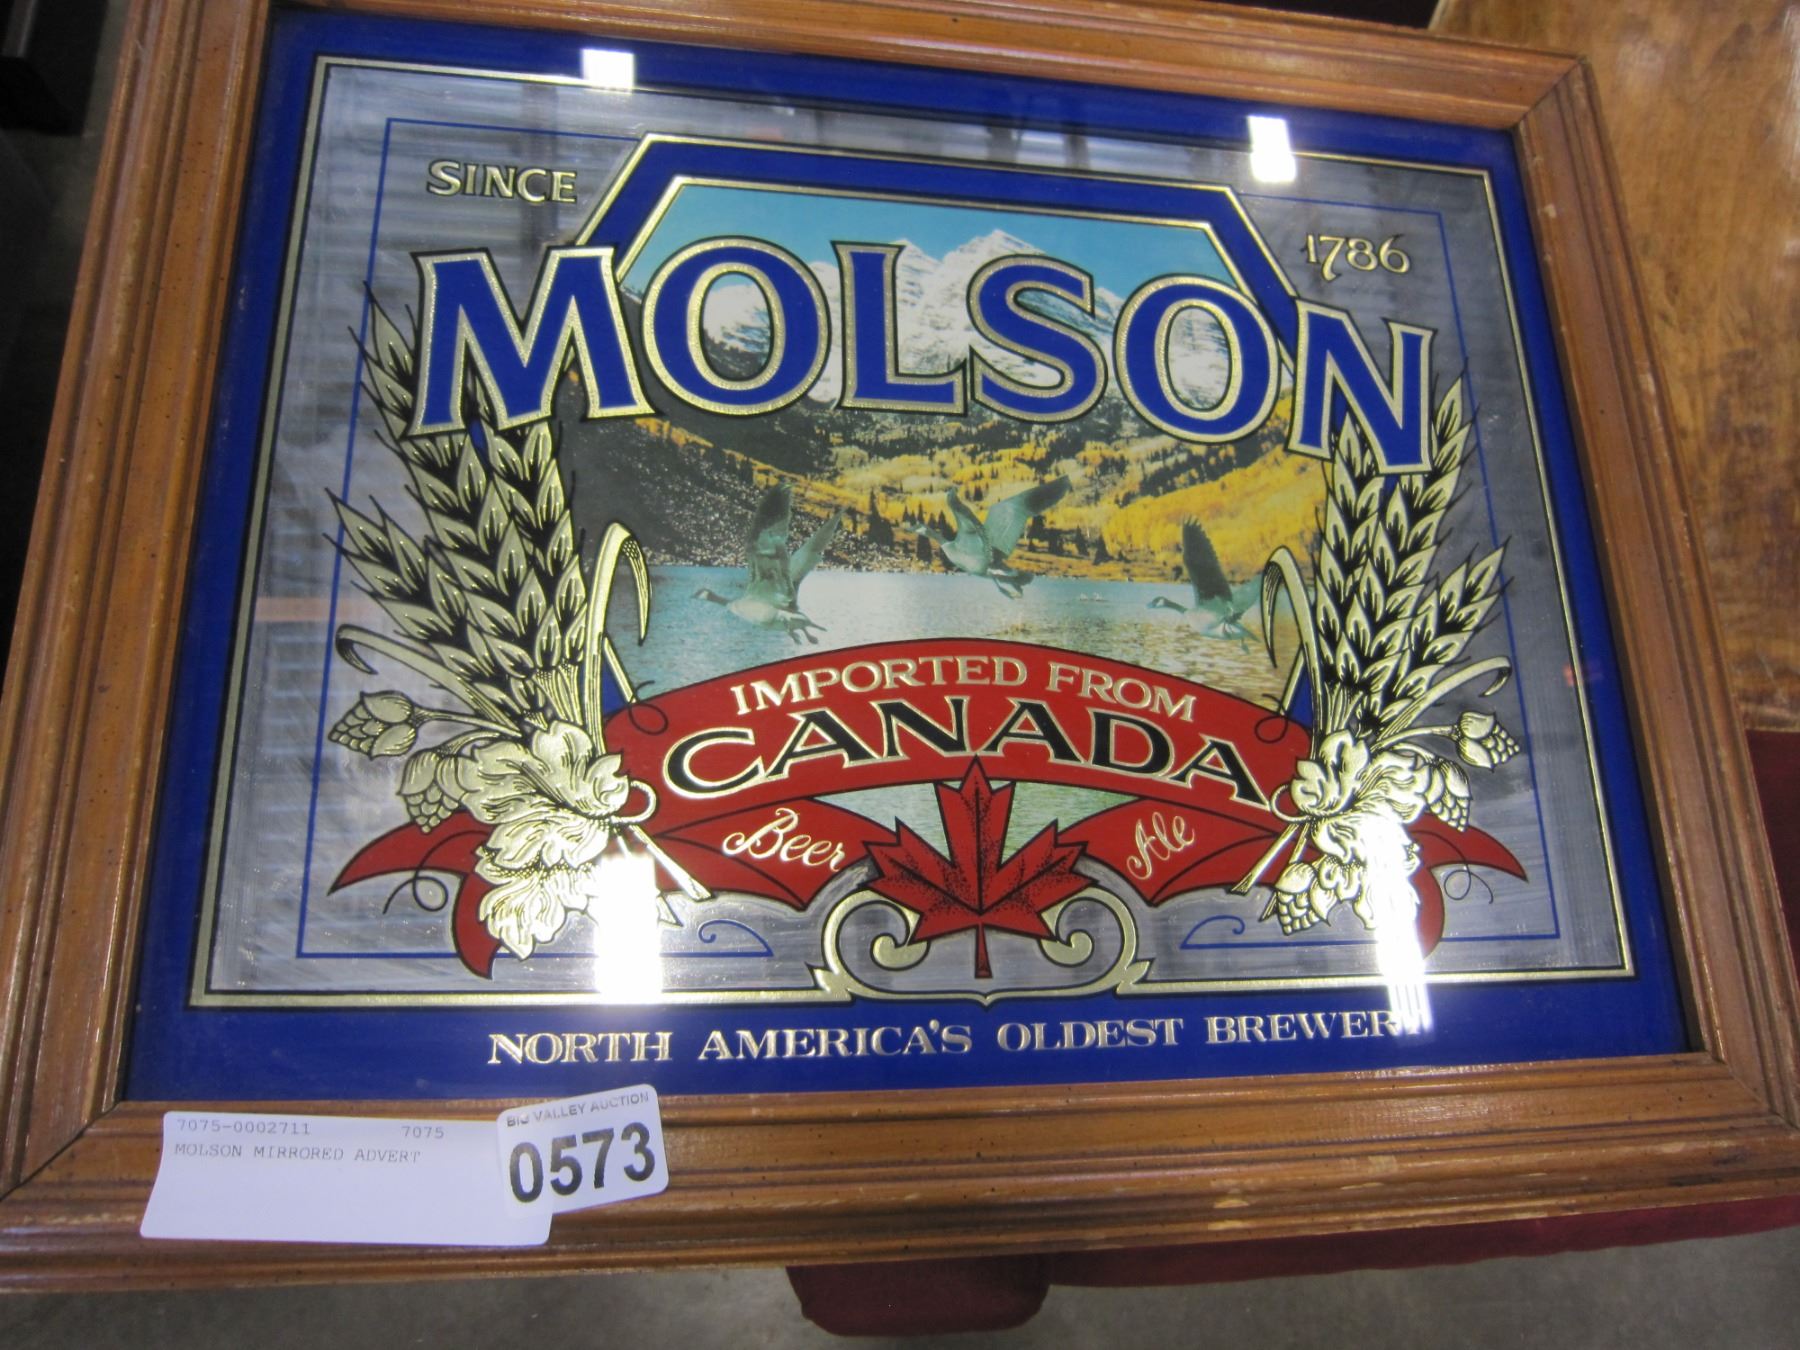 SINCE 1786
MOLSON
IMPORTED FROM
CANADA
Beer Ale
NORTH AMERICA'S OLDEST BREWERY
7075-0002711 7075
MOLSON MIRRORED ADVERT
BIG VALLEY AUCTION
0573